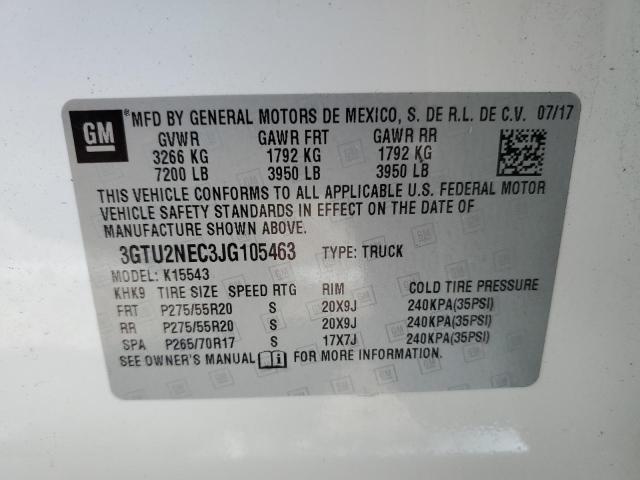 GM ® MFD BY GENERAL MOTORS DE MEXICO, S. DE R.L. DE C.V. 07/17
GVWR GAWR FRT GAWR RR
3266 KG 1792 KG 1792 KG
7200 LB 3950 LB 3950 LB
THIS VEHICLE CONFORMS TO ALL APPLICABLE U.S. FEDERAL MOTOR
VEHICLE SAFETY STANDARDS IN EFFECT ON THE DATE OF
MANUFACTURE SHOWN ABOVE.
3GTU2NEC3JG105463 TYPE: TRUCK
MODEL: K15543
KHK9 TIRE SIZE SPEED RTG RIM COLD TIRE PRESSURE
FRT P275/55R20 S 20X9J 240KPA(35PSI)
RR P275/55R20 S 20X9J 240KPA(35PSI)
SPA P265/70R17 S 17X7J 240KPA(35PSI)
SEE OWNER'S MANUAL FOR MORE INFORMATION.